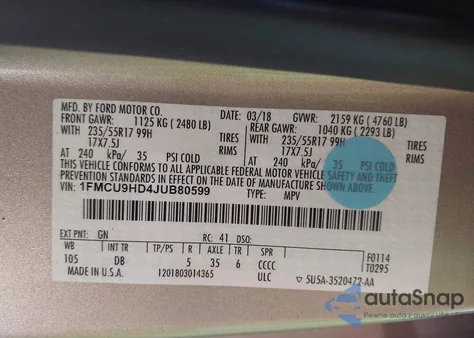 MFD. BY FORD MOTOR CO. 03/18 GVWR: 2159 KG (4760 LB)
FRONT GAWR: 1125 KG (2480 LB) REAR GAWR: 1040 KG (2293 LB)
WITH 235/55R17 99H TIRES WITH 235/55R17 99H TIRES
17X7.5J RIMS 17X7.5J RIMS
AT 240 kPa/ 35 PSI COLD AT 240 kPa/ 35 PSI COLD
THIS VEHICLE CONFORMS TO ALL APPLICABLE FEDERAL MOTOR VEHICLE SAFETY AND THEFT
PREVENTION STANDARDS IN EFFECT ON THE DATE OF MANUFACTURE SHOWN ABOVE.
VIN: 1FMCU9HD4JUB80599 TYPE: MPV
EXT PNT: GN RC: 41 DSO:
WB INT TR TP/PS R AXLE TR SPR F0114
105 DB 5 35 6 CCCC T0295
MADE IN U.S.A. 1201803014365 ULC 5U5A-3520472-AA
autoSnap
Pewne auto z USA